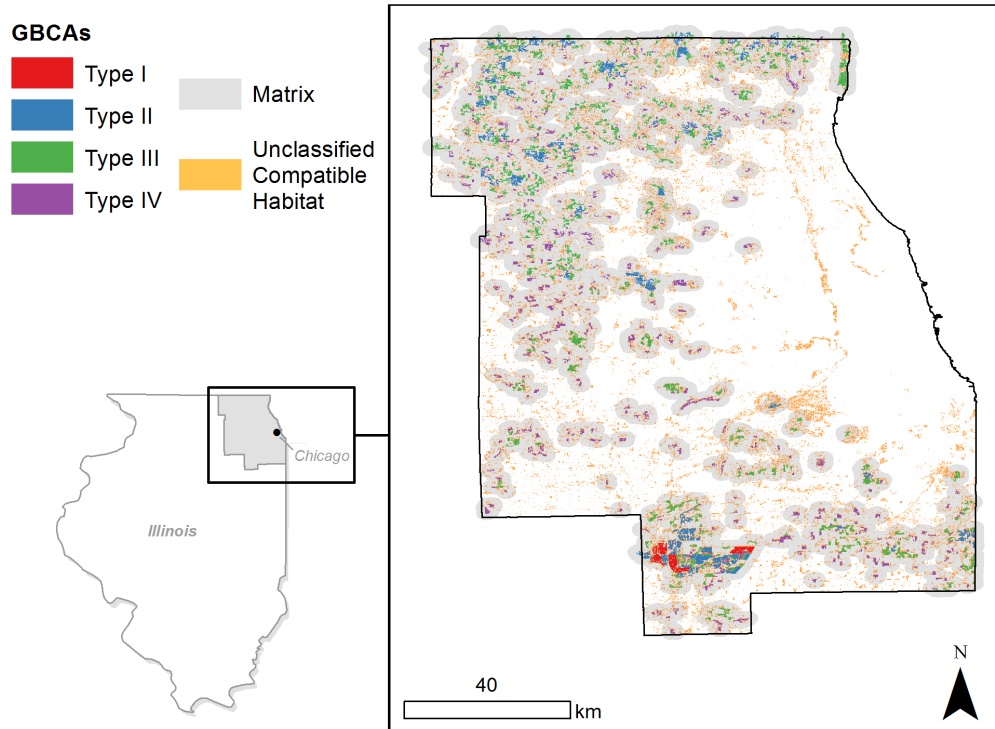 GBCAs
Type I
Type II
Type III
Type IV
Matrix
Unclassified
Compatible
Habitat
Chicago
Illinois
40
km
N